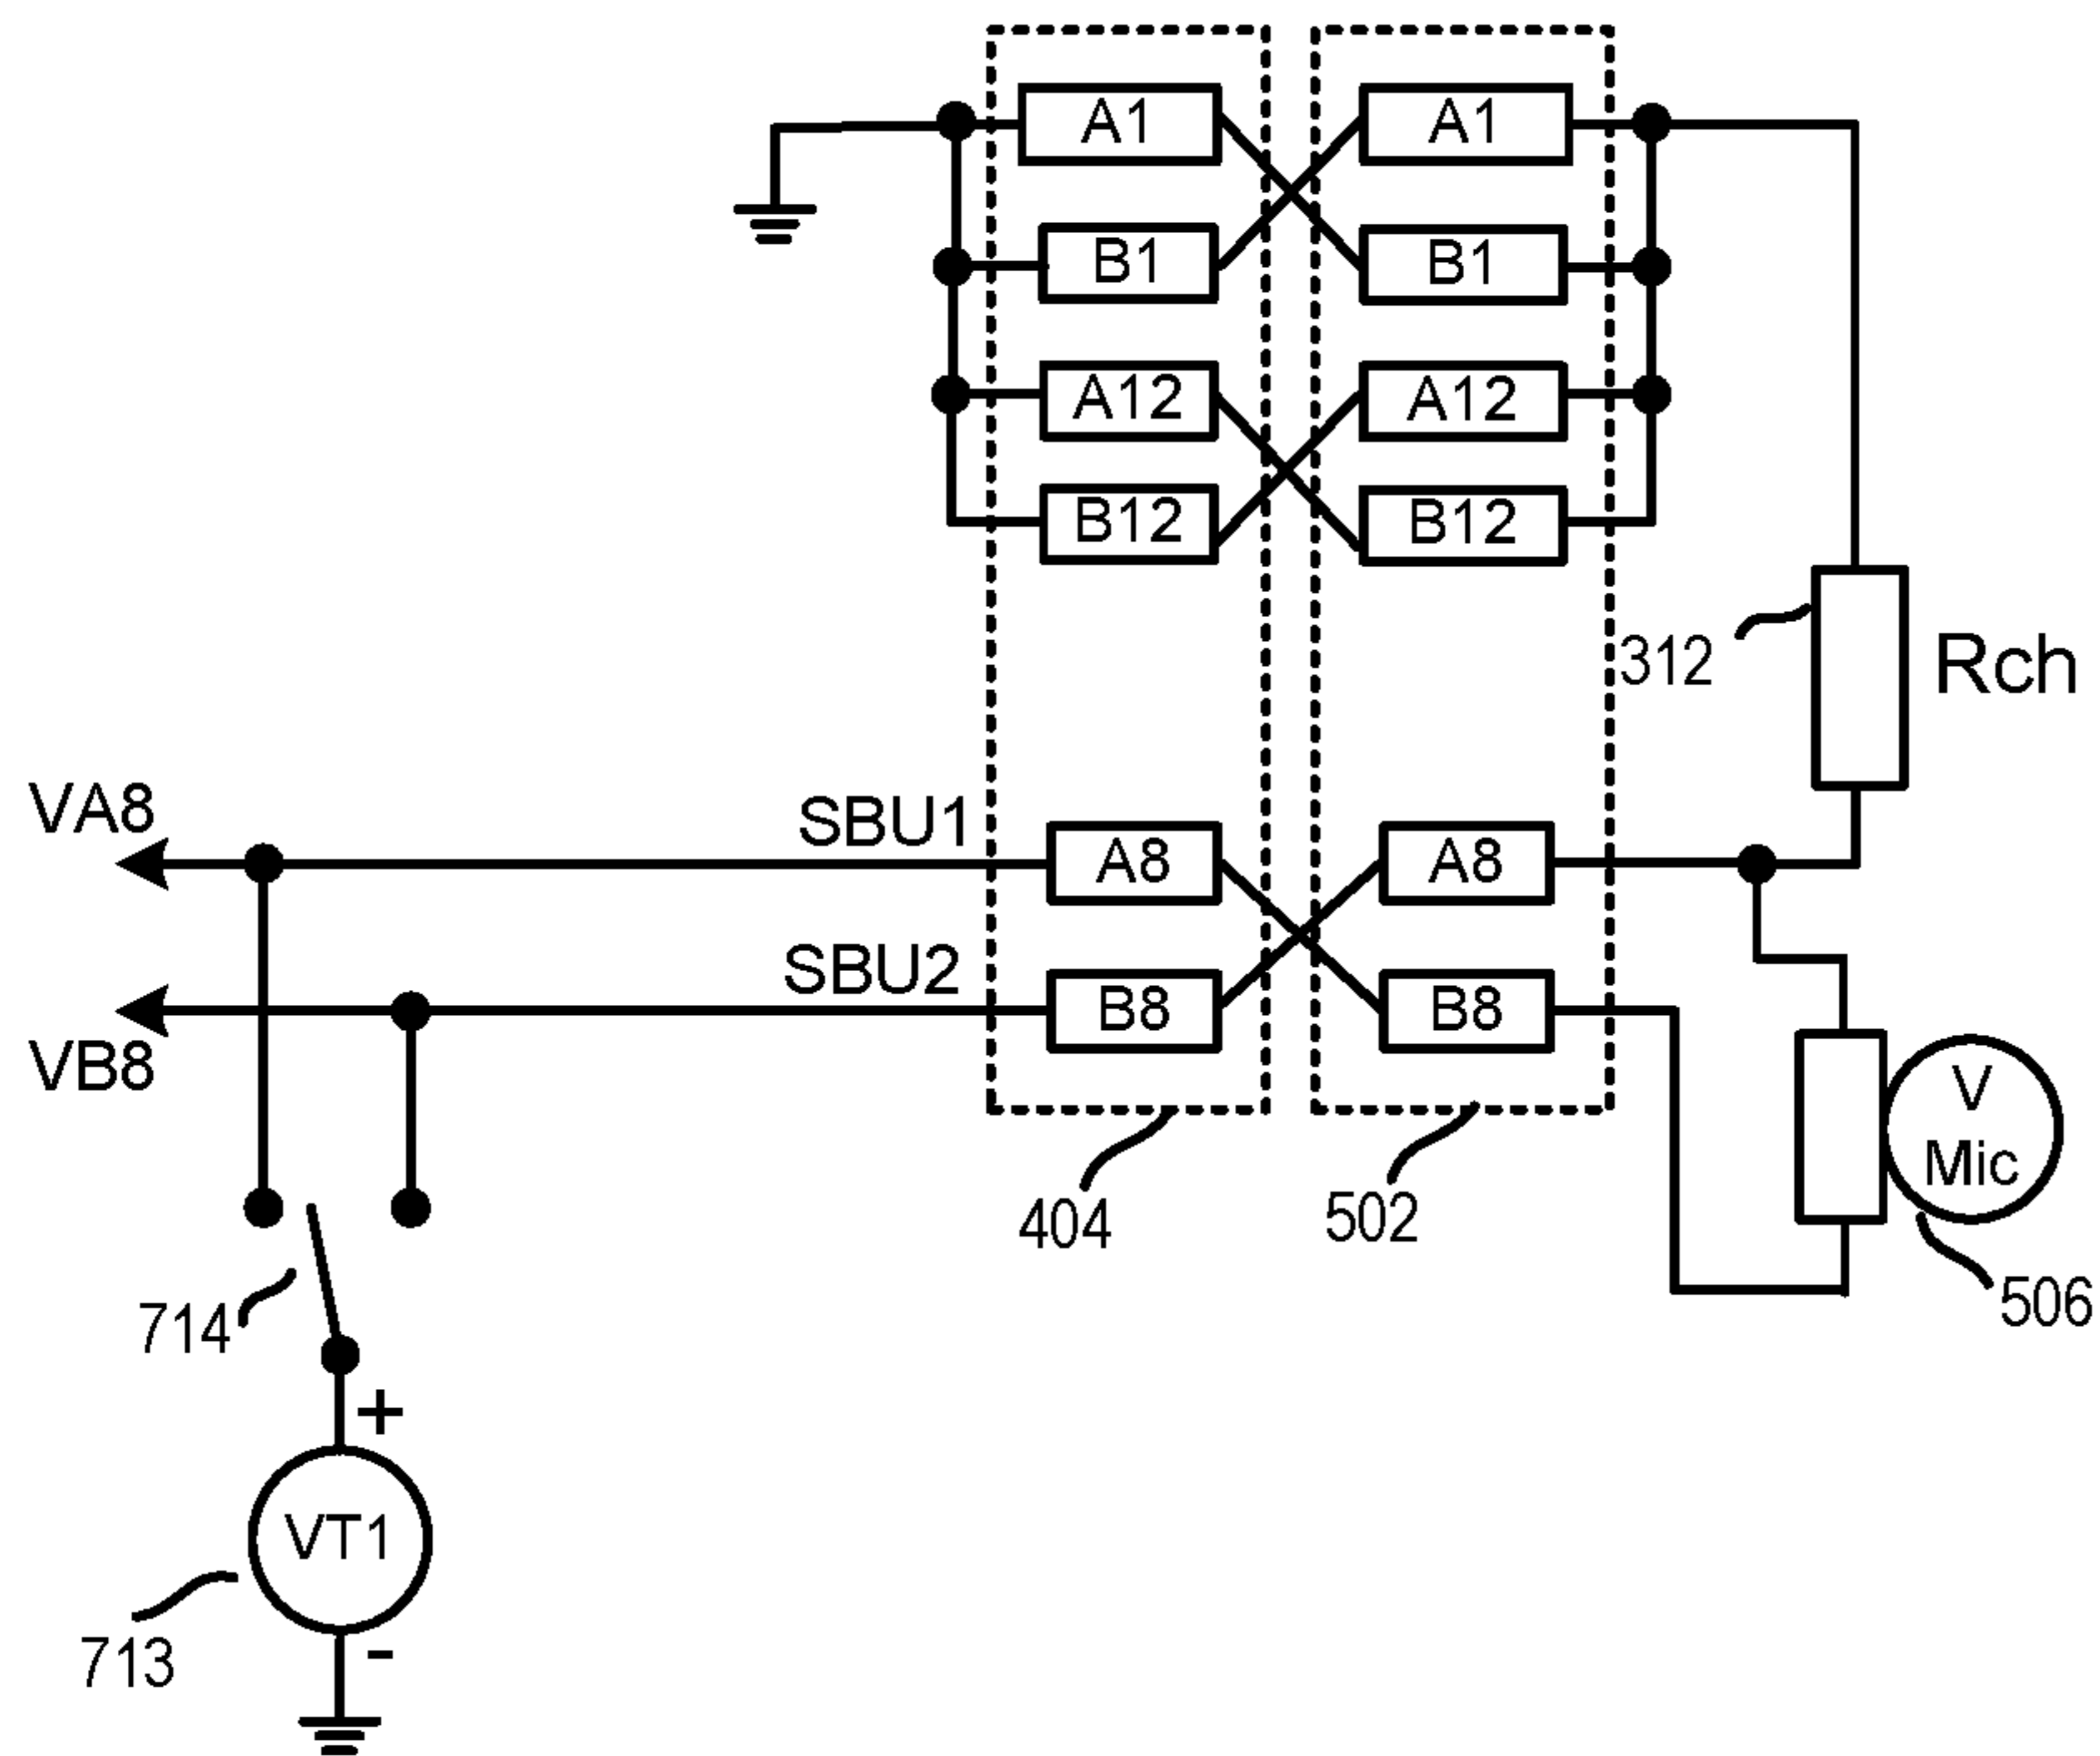 A1 A1
B1 B1
A12 A12
B12 B12
312 Rch
VA8 SBU1 A8 A8
SBU2 B8 B8
VB8
V
Mic
404 502
506
714
+
VT1
-
713